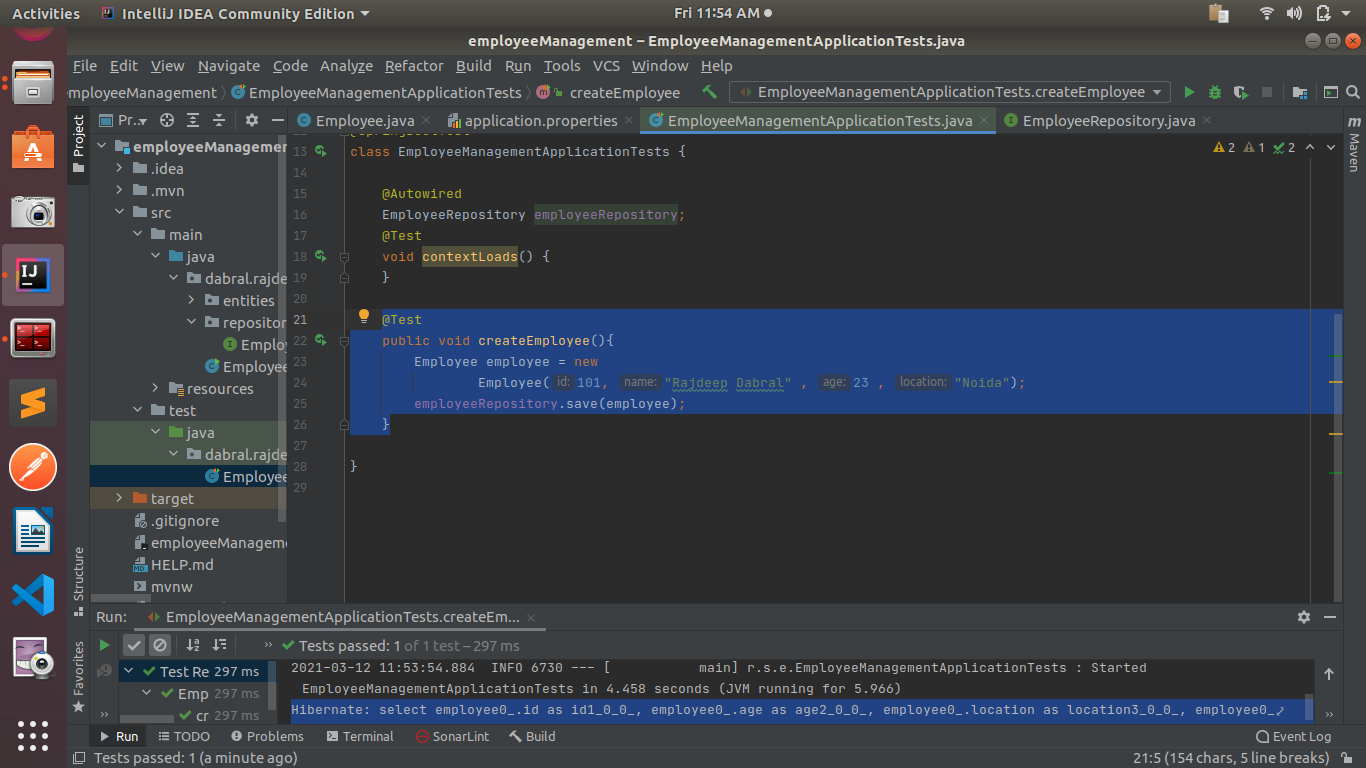 Activities IntelliJ IDEA Community Edition Fri 11:54 AM
employeeManagement – EmployeeManagementApplicationTests.java
File Edit View Navigate Code Analyze Refactor Build Run Tools VCS Window Help
employeeManagement EmployeeManagementApplicationTests createEmployee EmployeeManagementApplicationTests.createEmployee
Project Pr... Employee.java application.properties EmployeeManagementApplicationTests.java EmployeeRepository.java
employeeManagemen
.idea
.mvn
src
main
java
dabral.rajde
entities
repositor
Emplo
Employee
resources
test
java
dabral.rajde
Employee
target
.gitignore
employeeManagem
HELP.md
mvnw
13 class EmployeeManagementApplicationTests {
14
15 @Autowired
16 EmployeeRepository employeeRepository;
17 @Test
18 void contextLoads() {
19 }
20
21 @Test
22 public void createEmployee(){
23 Employee employee = new
24 Employee( id: 101, name: "Rajdeep Dabral" , age: 23 , location: "Noida");
25 employeeRepository.save(employee);
26 }
27
28 }
29
2 1 2
Maven
Structure
Favorites
Run: EmployeeManagementApplicationTests.createEm...
Tests passed: 1 of 1 test – 297 ms
Test Re 297 ms
Emp 297 ms
cr
2021-03-12 11:53:54.884 INFO 6730 --- [ main] r.s.e.EmployeeManagementApplicationTests : Started
EmployeeManagementApplicationTests in 4.458 seconds (JVM running for 5.966)
Hibernate: select employee0_.id as id1_0_0_, employee0_.age as age2_0_0_, employee0_.location as location3_0_0_, employee0_.
Run TODO Problems Terminal SonarLint Build Event Log
Tests passed: 1 (a minute ago) 21:5 (154 chars, 5 line breaks)